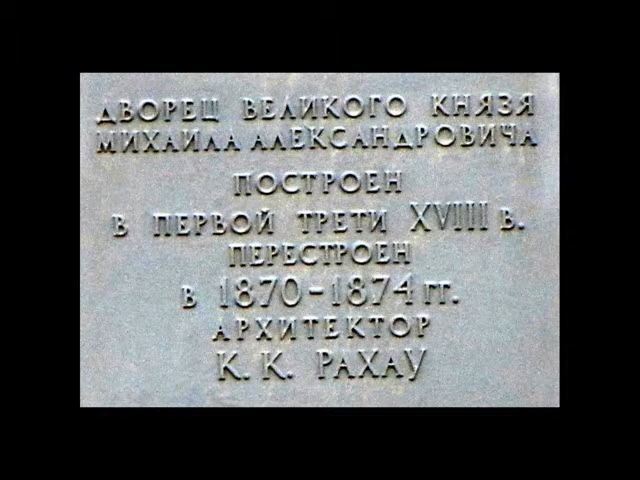 ДВОРЕЦ ВЕЛИКОГО КНЯЗЯ
МИХАИЛА АЛЕКСАНДРОВИЧА
ПОСТРОЕН
В ПЕРВОЙ ТРЕТИ XVIII В.
ПЕРЕСТРОЕН
В 1870-1874 ГГ.
АРХИТЕКТОР
К. К. РАХАУ